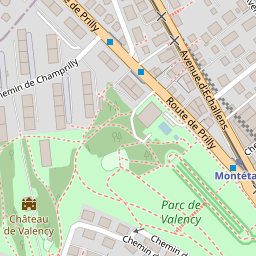 de Prilly
Chemin de Champrilly
Avenue d'Echallens
Route de Prilly
Montéta
Parc de
Valency
Château
de Valency
Chemin
Chemin de